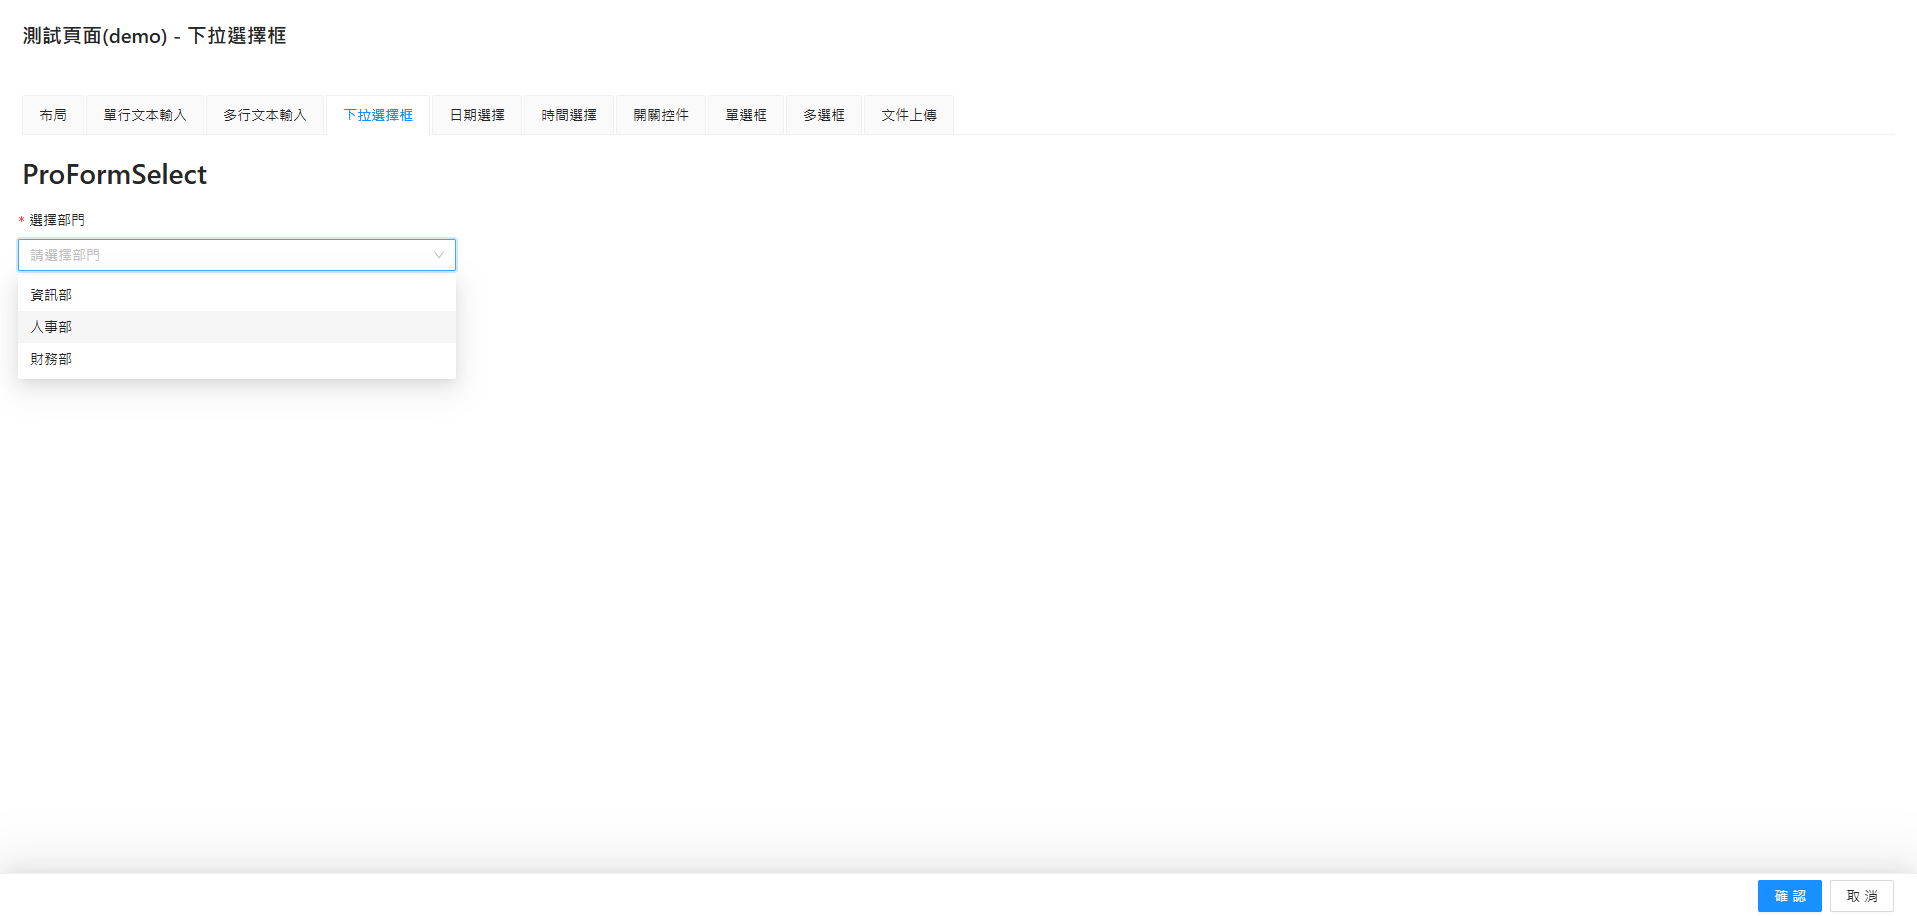 測試頁面(demo) - 下拉選擇框
布局 單行文本輸入 多行文本輸入 下拉選擇框 日期選擇 時間選擇 開關控件 單選框 多選框 文件上傳
ProFormSelect
* 選擇部門
請選擇部門
資訊部
人事部
財務部
確 認 取 消